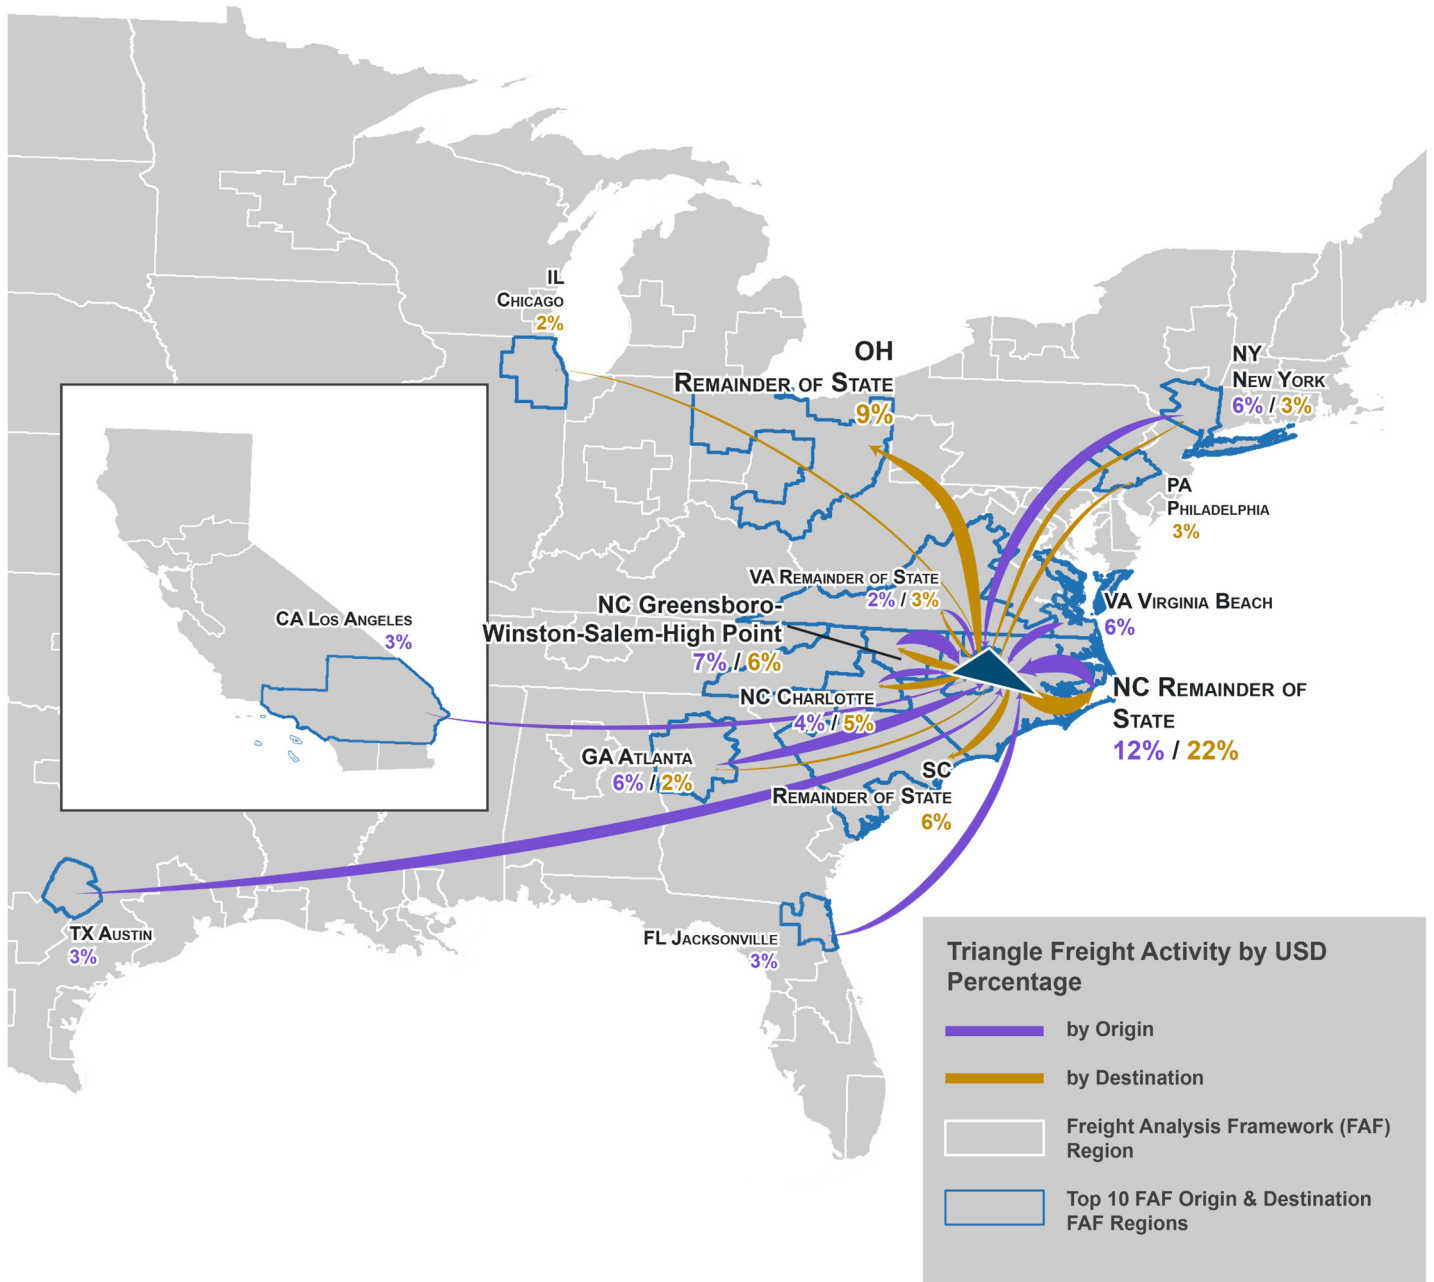 IL
Chicago
2%
OH
Remainder of State
9%
NY
New York
6% / 3%
PA
Philadelphia
3%
CA Los Angeles
3%
VA Remainder of State
2% / 3%
VA Virginia Beach
6%
NC Greensboro-
Winston-Salem-High Point
7% / 6%
NC Charlotte
4% / 5%
NC Remainder of
State
12% / 22%
GA Atlanta
6% / 2%
SC
Remainder of State
6%
TX Austin
3%
FL Jacksonville
3%
Triangle Freight Activity by USD
Percentage
by Origin
by Destination
Freight Analysis Framework (FAF)
Region
Top 10 FAF Origin & Destination
FAF Regions